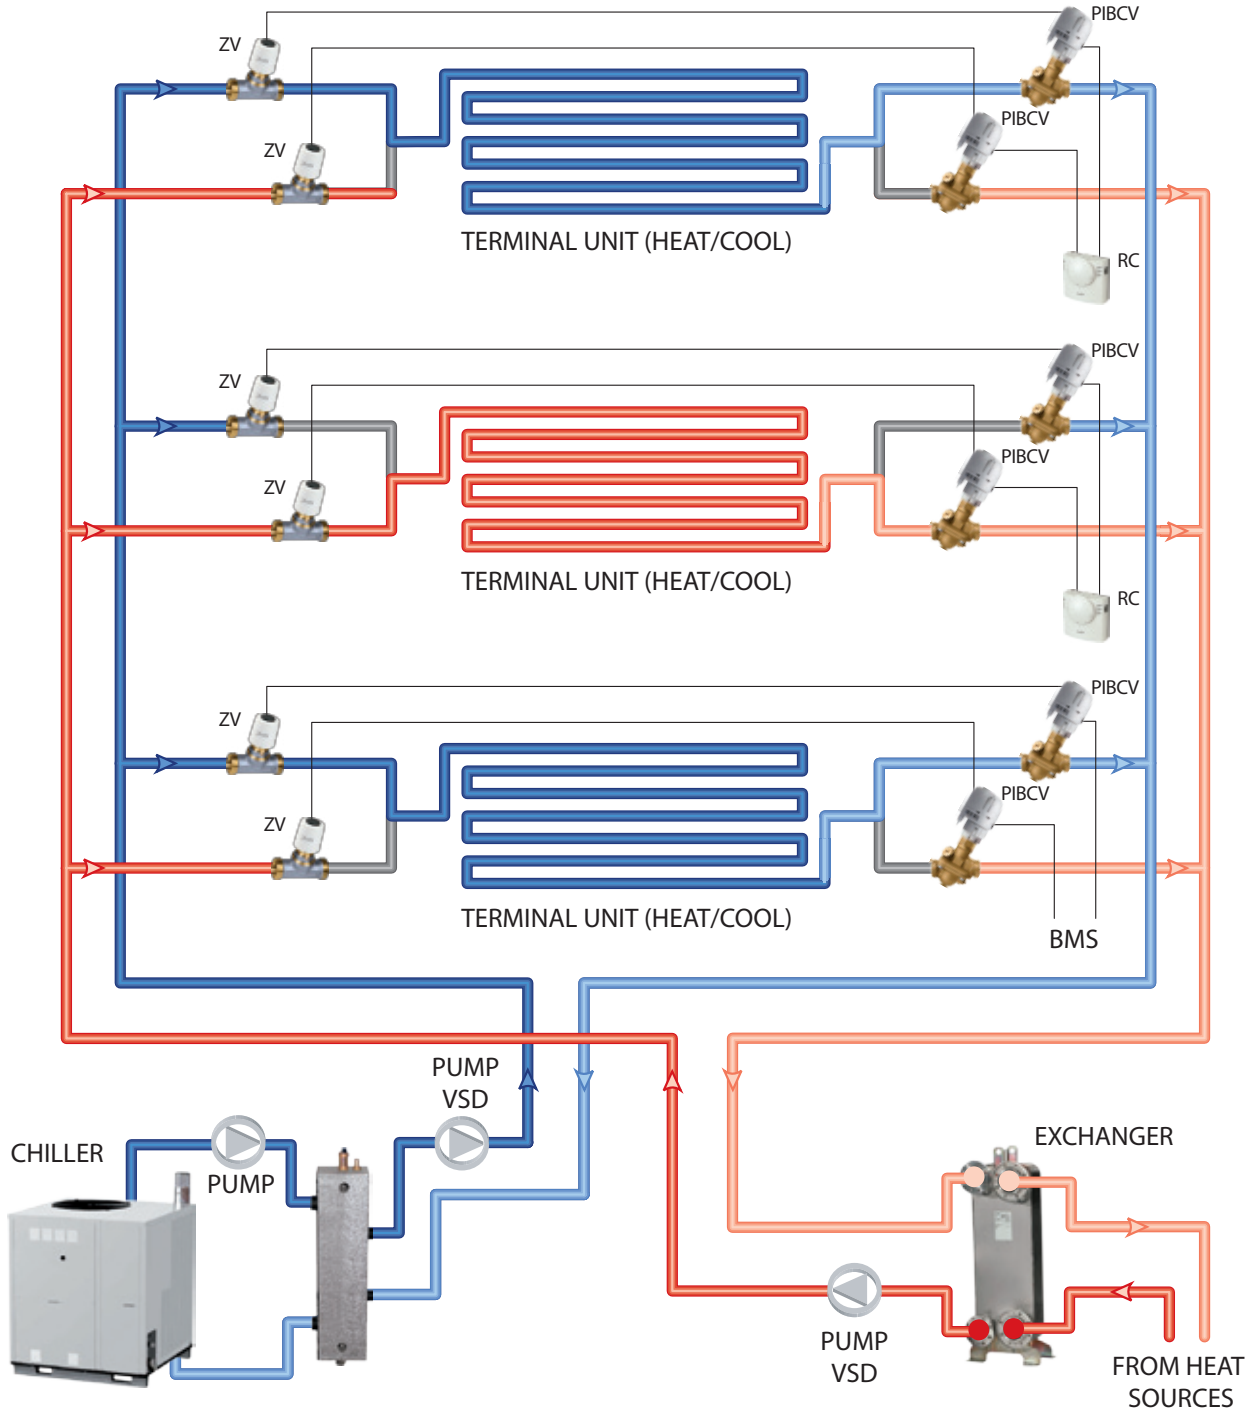 PIBCV
ZV
PIBCV
ZV
TERMINAL UNIT (HEAT/COOL)
RC
PIBCV
ZV
PIBCV
ZV
TERMINAL UNIT (HEAT/COOL)
RC
PIBCV
ZV
PIBCV
ZV
TERMINAL UNIT (HEAT/COOL)
BMS
PUMP
VSD
CHILLER
PUMP
EXCHANGER
PUMP
VSD
FROM HEAT
SOURCES